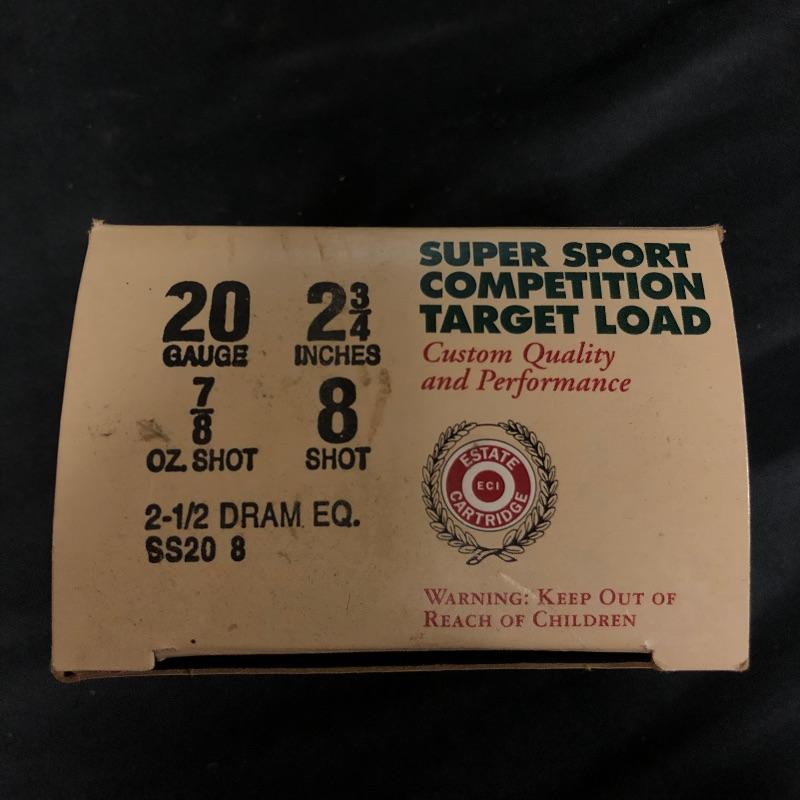 20 GAUGE
2 3/4 INCHES
7/8 OZ. SHOT
8 SHOT
2-1/2 DRAM EQ.
SS20 8
SUPER SPORT
COMPETITION
TARGET LOAD
Custom Quality
and Performance
ESTATE
ECI
CARTRIDGE
WARNING: KEEP OUT OF
REACH OF CHILDREN